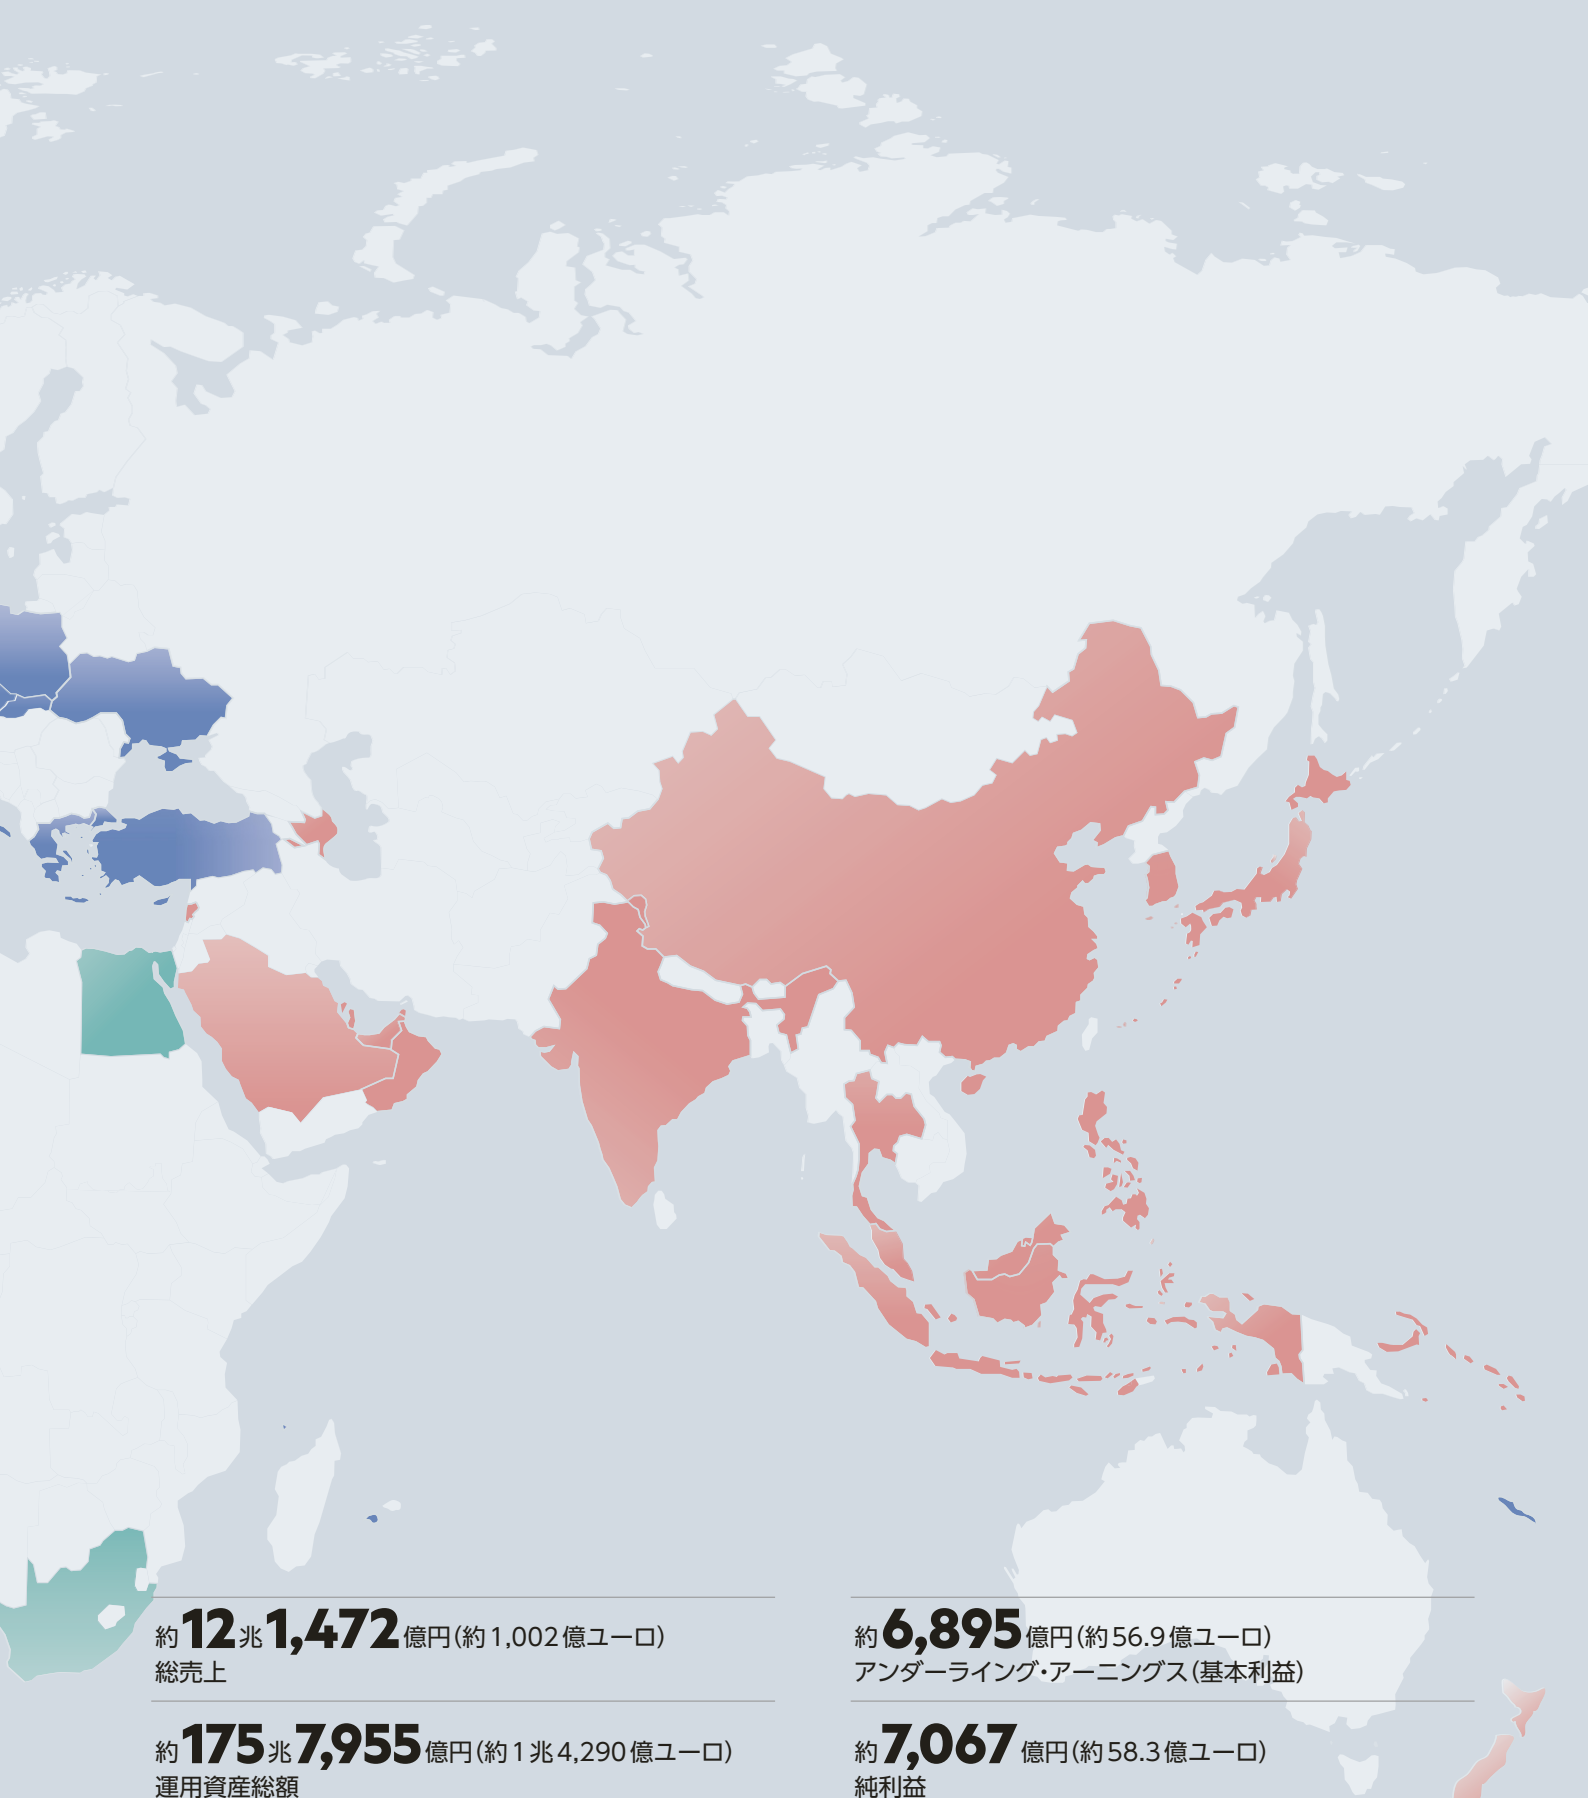 約12兆1,472億円(約1,002億ユーロ)
総売上
約175兆7,955億円(約1兆4,290億ユーロ)
運用資産総額
約6,895億円(約56.9億ユーロ)
アンダーライング・アーニングス(基本利益)
約7,067億円(約58.3億ユーロ)
純利益